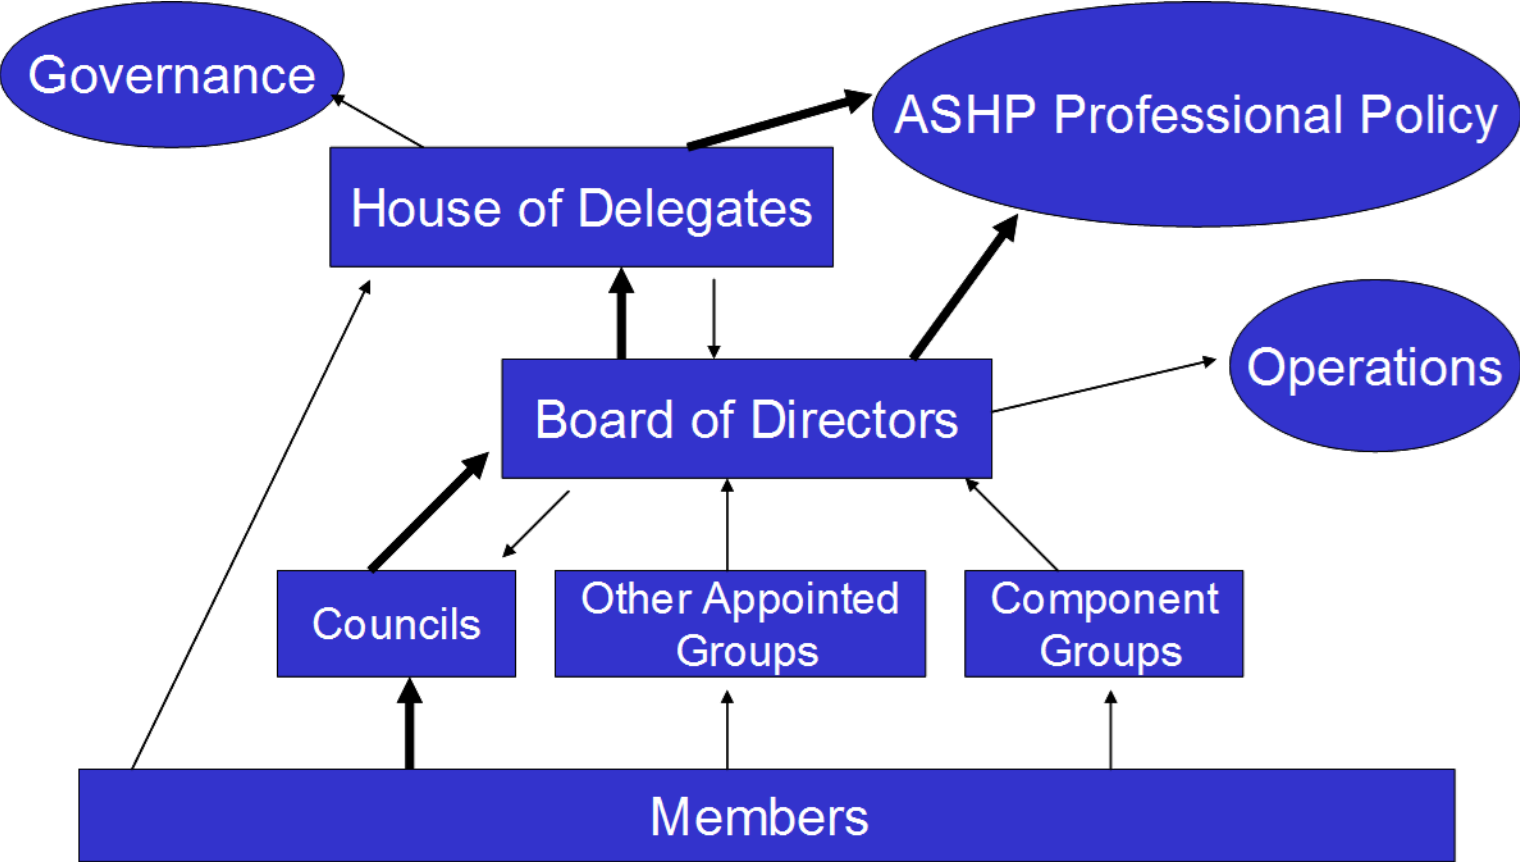 Governance
ASHP Professional Policy
House of Delegates
Operations
Board of Directors
Councils
Other Appointed
Groups
Component
Groups
Members